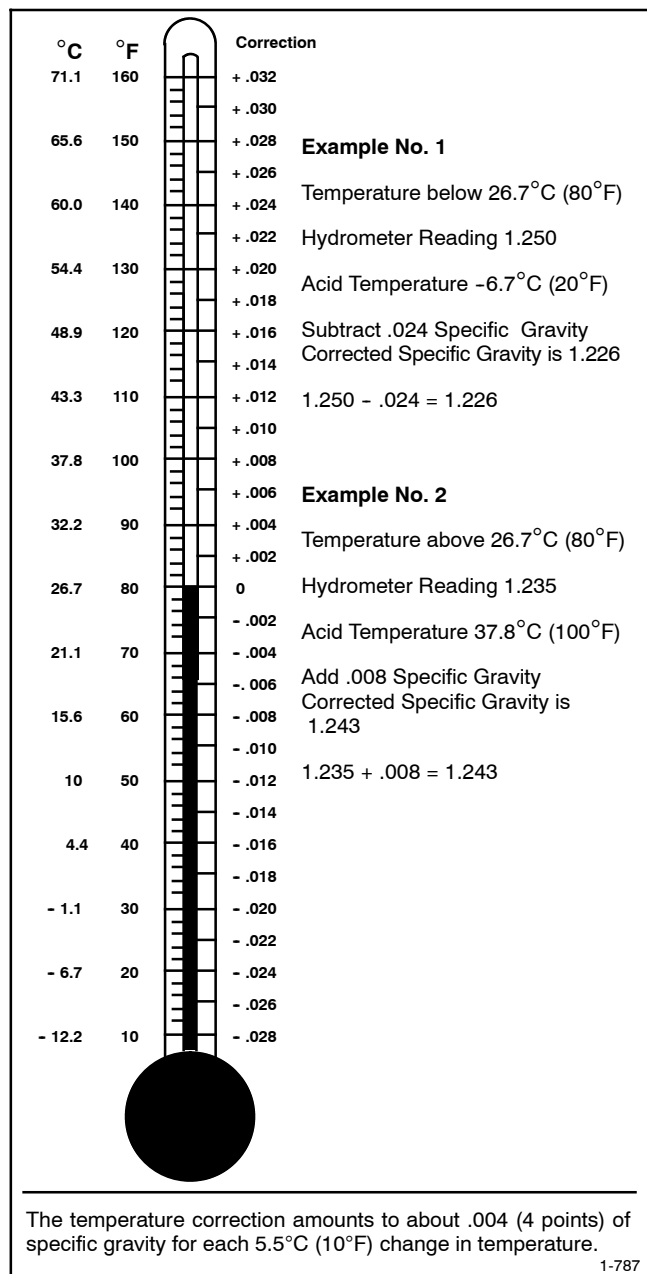 °C °F Correction
71.1 160 + .032
+ .030
65.6 150 + .028
+ .026
60.0 140 + .024
+ .022
54.4 130 + .020
+ .018
48.9 120 + .016
+ .014
43.3 110 + .012
+ .010
37.8 100 + .008
+ .006
32.2 90 + .004
+ .002
26.7 80 0
- .002
21.1 70 - .004
-. 006
15.6 60 - .008
- .010
10 50 - .012
- .014
4.4 40 - .016
- .018
- 1.1 30 - .020
- .022
- 6.7 20 - .024
- .026
- 12.2 10 - .028
Example No. 1
Temperature below 26.7°C (80°F)
Hydrometer Reading 1.250
Acid Temperature -6.7°C (20°F)
Subtract .024 Specific Gravity
Corrected Specific Gravity is 1.226
1.250 - .024 = 1.226
Example No. 2
Temperature above 26.7°C (80°F)
Hydrometer Reading 1.235
Acid Temperature 37.8°C (100°F)
Add .008 Specific Gravity
Corrected Specific Gravity is
1.243
1.235 + .008 = 1.243
The temperature correction amounts to about .004 (4 points) of
specific gravity for each 5.5°C (10°F) change in temperature.
1-787